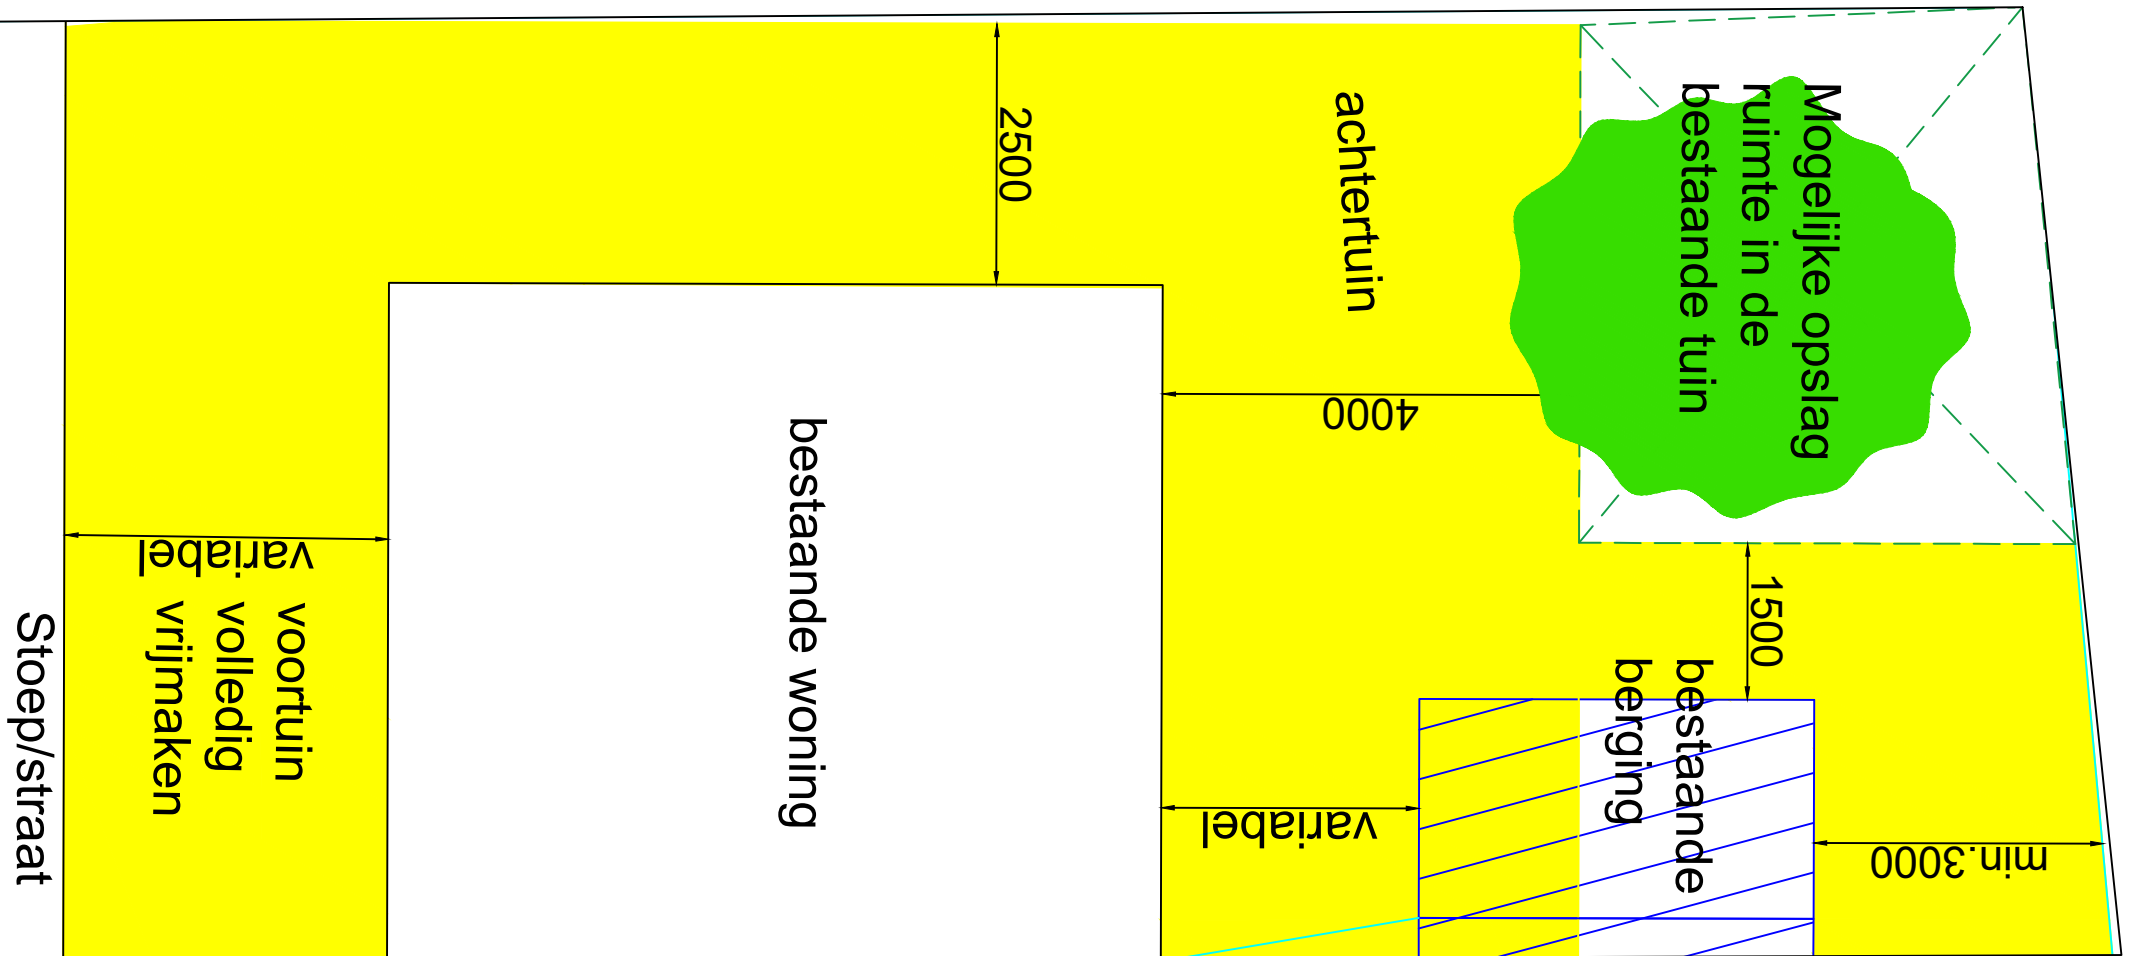 Mogelijke opslag
ruimte in de
bestaande tuin
achtertuin
2500
4000
1500
bestaande
berging
min.3000
variabel
bestaande woning
variabel
voortuin
volledig
vrijmaken
Stoep/straat